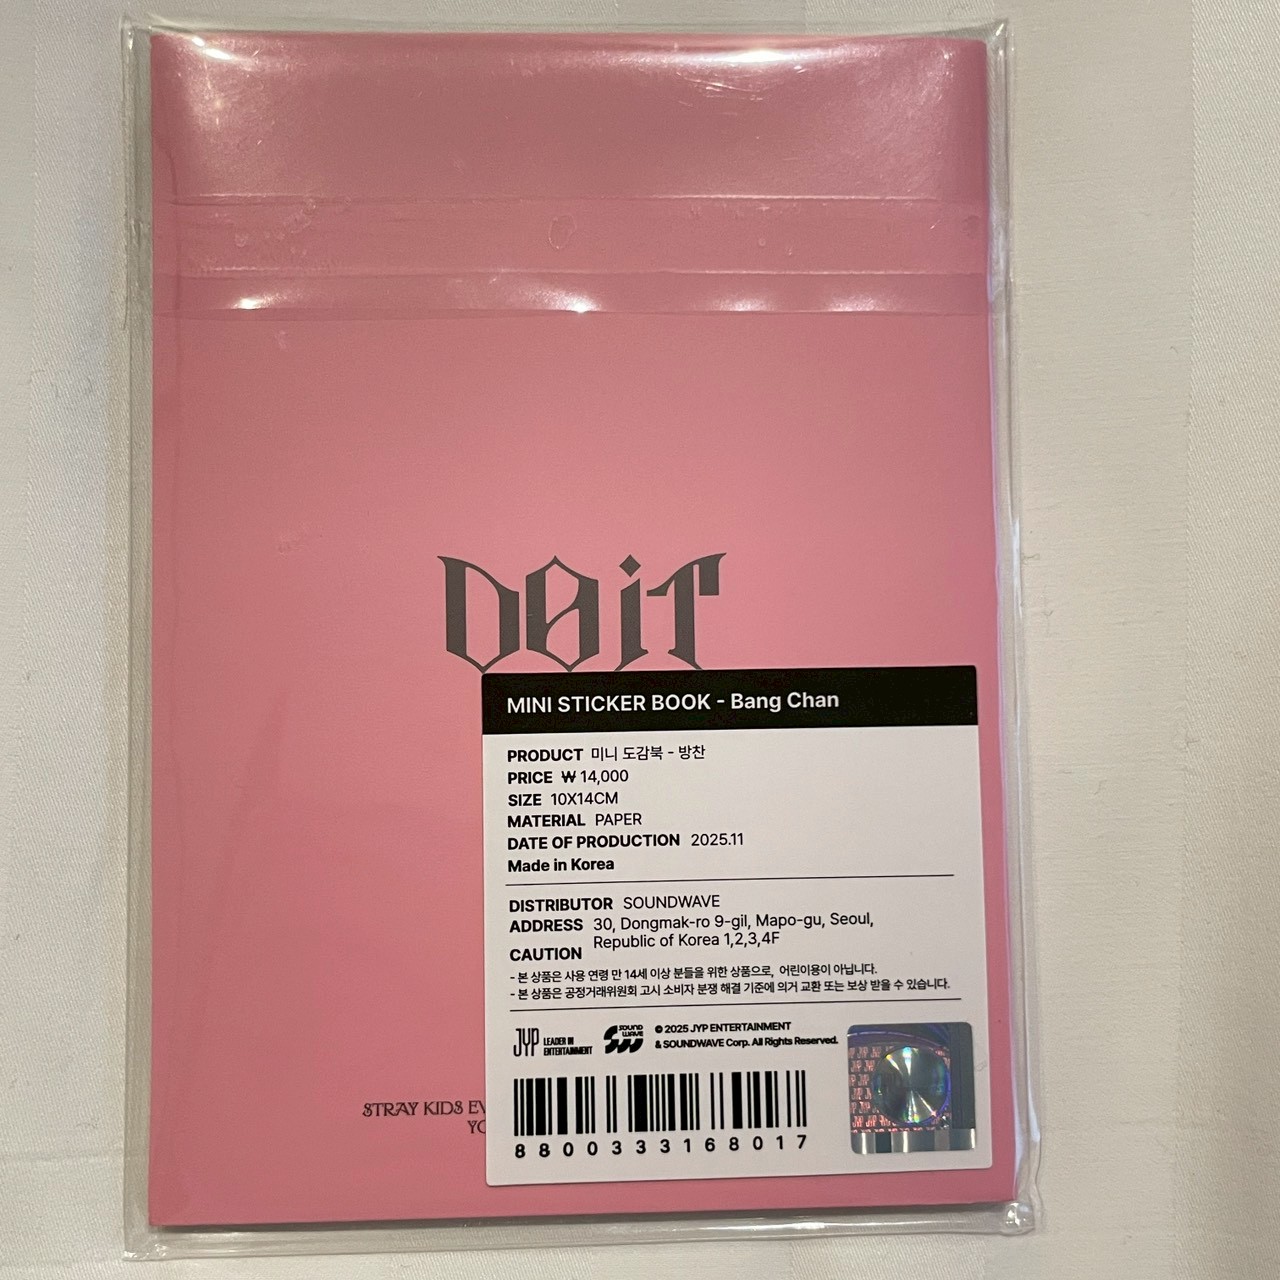 DO iT
MINI STICKER BOOK - Bang Chan
PRODUCT 미니 도감북 - 방찬
PRICE ₩ 14,000
SIZE 10X14CM
MATERIAL PAPER
DATE OF PRODUCTION 2025.11
Made in Korea
DISTRIBUTOR SOUNDWAVE
ADDRESS 30, Dongmak-ro 9-gil, Mapo-gu, Seoul,
Republic of Korea 1,2,3,4F
CAUTION
- 본 상품은 사용 연령 만 14세 이상 분들을 위한 상품으로, 어린이용이 아닙니다.
- 본 상품은 공정거래위원회 고시 소비자 분쟁 해결 기준에 의거 교환 또는 보상 받을 수 있습니다.
JYP LEADER IN
ENTERTAINMENT
SOUND
WAVE
© 2025 JYP ENTERTAINMENT
& SOUNDWAVE Corp. All Rights Reserved.
STRAY KIDS
8800333168017